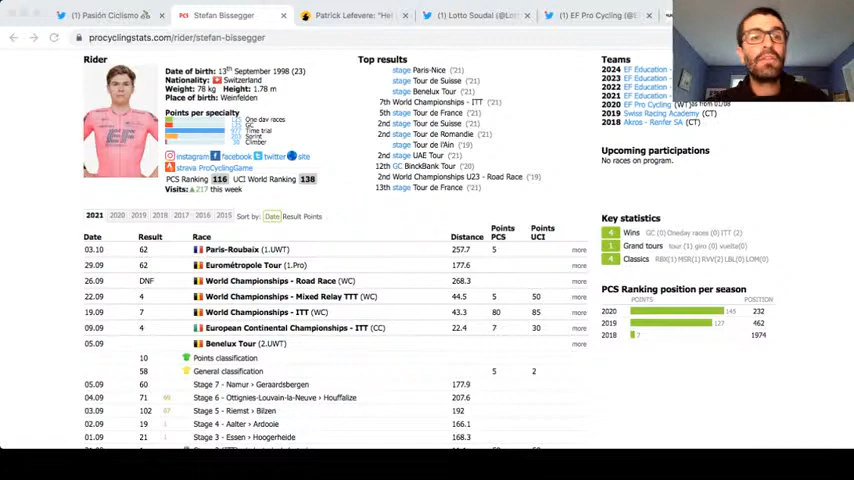 (1) Pasión Ciclismo
Stefan Bissegger
Patrick Lefevere: "He!
(1) Lotto Soudal (@Lott
(1) EF Pro Cycling (@E
procyclingstats.com/rider/stefan-bissegger
Rider
Date of birth: 13th September 1998 (23)
Nationality: Switzerland
Weight: 78 kg Height: 1.78 m
Place of birth: Weinfelden
Points per specialty
One day races
GC
Time trial
Sprint
Climber
instagram facebook twitter site
strava ProCyclingGame
PCS Ranking 116 UCI World Ranking 138
Visits: 217 this week
Top results
stage Paris-Nice ('21)
stage Tour de Suisse ('21)
stage Benelux Tour ('21)
7th World Championships - ITT ('21)
5th stage Tour de France ('21)
2nd stage Tour de Suisse ('21)
2nd stage Tour de Romandie ('21)
stage Tour de l'Ain ('19)
2nd stage UAE Tour ('21)
12th GC BinckBank Tour ('20)
2nd World Championships U23 - Road Race ('19)
13th stage Tour de France ('21)
Teams
2024 EF Education -
2023 EF Education -
2022 EF Education -
2021 EF Education -
2020 EF Pro Cycling (WT) as from 01/08
2019 Swiss Racing Academy (CT)
2018 Akros - Renfer SA (CT)
Upcoming participations
No races on program.
Key statistics
4 Wins GC (0) Oneday races (0) ITT (2)
1 Grand tours tour (1) giro (0) vuelta(0)
4 Classics RBX(1) MSR(1) RVV(2) LBL(0) LOM(0)
PCS Ranking position per season
POINTS POSITION
2020 145 232
2019 127 462
2018 7 1974
2021 2020 2019 2018 2017 2016 2015 Sort by: Date Result Points
Date Result Race Distance Points PCS Points UCI
03.10 62 Paris-Roubaix (1.UWT) 257.7 5 more
29.09 62 Eurométropole Tour (1.Pro) 177.6 more
26.09 DNF World Championships - Road Race (WC) 268.3 more
22.09 4 World Championships - Mixed Relay TTT (WC) 44.5 5 50 more
19.09 7 World Championships - ITT (WC) 43.3 80 85 more
09.09 4 European Continental Championships - ITT (CC) 22.4 7 30 more
05.09 Benelux Tour (2.UWT) more
10 Points classification
58 General classification 5 2
05.09 60 Stage 7 - Namur › Geraardsbergen 177.9
04.09 71 69 Stage 6 - Ottignies-Louvain-la-Neuve › Houffalize 207.6
03.09 102 67 Stage 5 - Riemst › Bilzen 192
02.09 19 1 Stage 4 - Aalter › Ardooie 166.1
01.09 21 1 Stage 3 - Essen › Hoogerheide 168.3